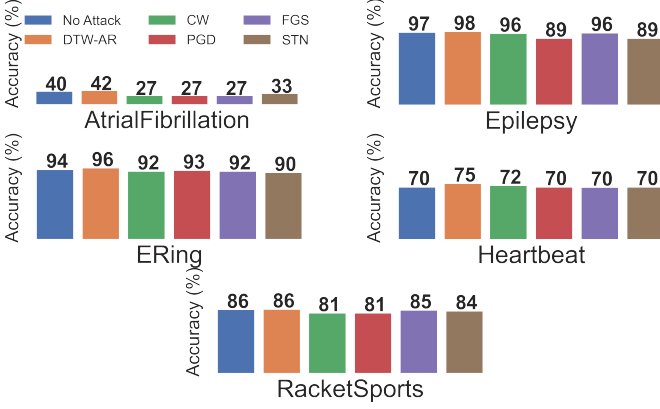 No Attack CW FGS
DTW-AR PGD STN
Accuracy (%)
40 42 27 27 27 33
AtrialFibrillation
Accuracy (%)
97 98 96 89 96 89
Epilepsy
Accuracy (%)
94 96 92 93 92 90
ERing
Accuracy (%)
70 75 72 70 70 70
Heartbeat
Accuracy (%)
86 86 81 81 85 84
RacketSports